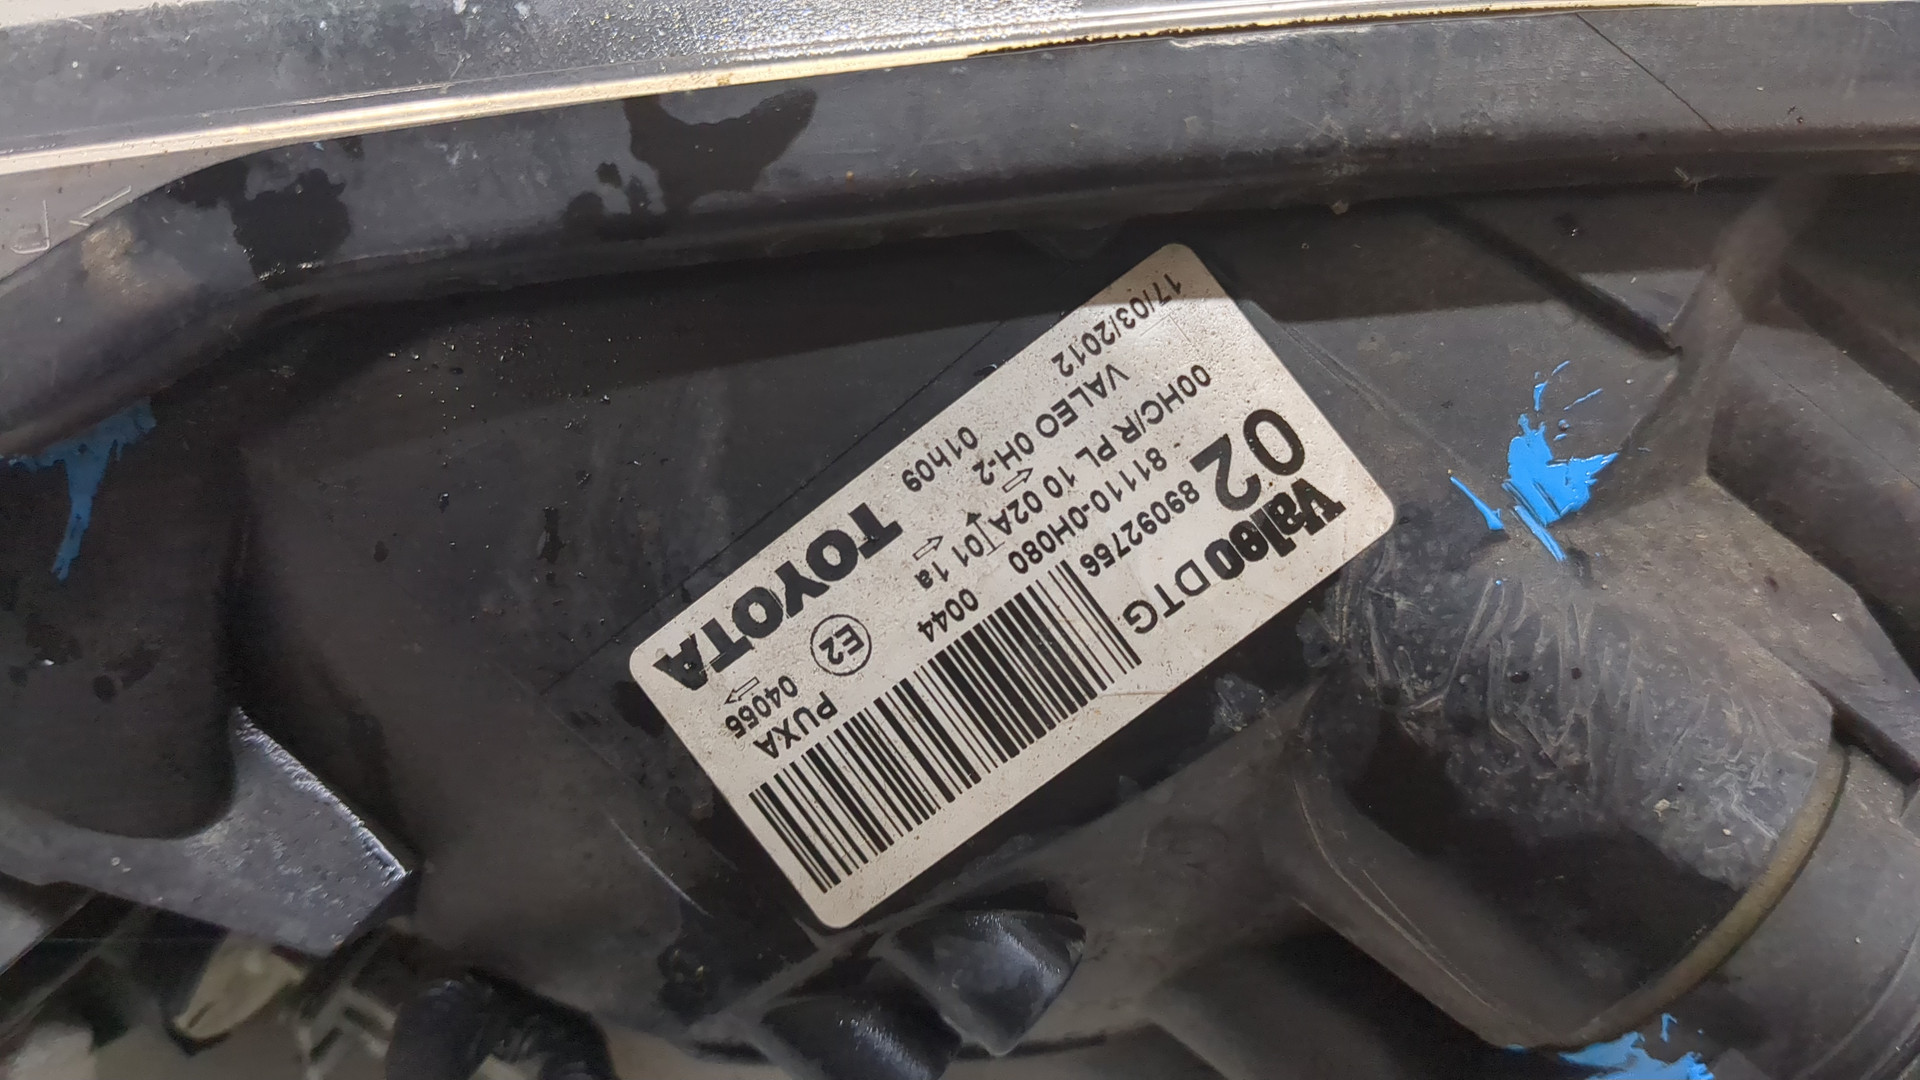 Valeo DTG
02 89092756
81110-0H080 0044 PUXA
00HC/R PL 10 02A 01 1a E2 04055
VALEO 0H-2
17/03/2012 01h09 TOYOTA